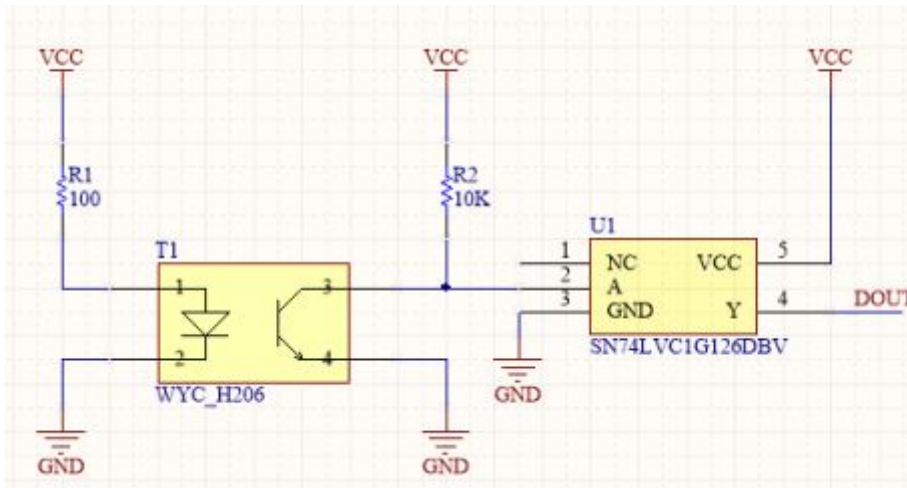 VCC
VCC
VCC
R1
100
R2
10K
T1
1
2
3
4
WYC_H206
U1
1
2
3
NC
A
GND
VCC
Y
5
4
DOUT
SN74LVC1G126DBV
GND
GND
GND